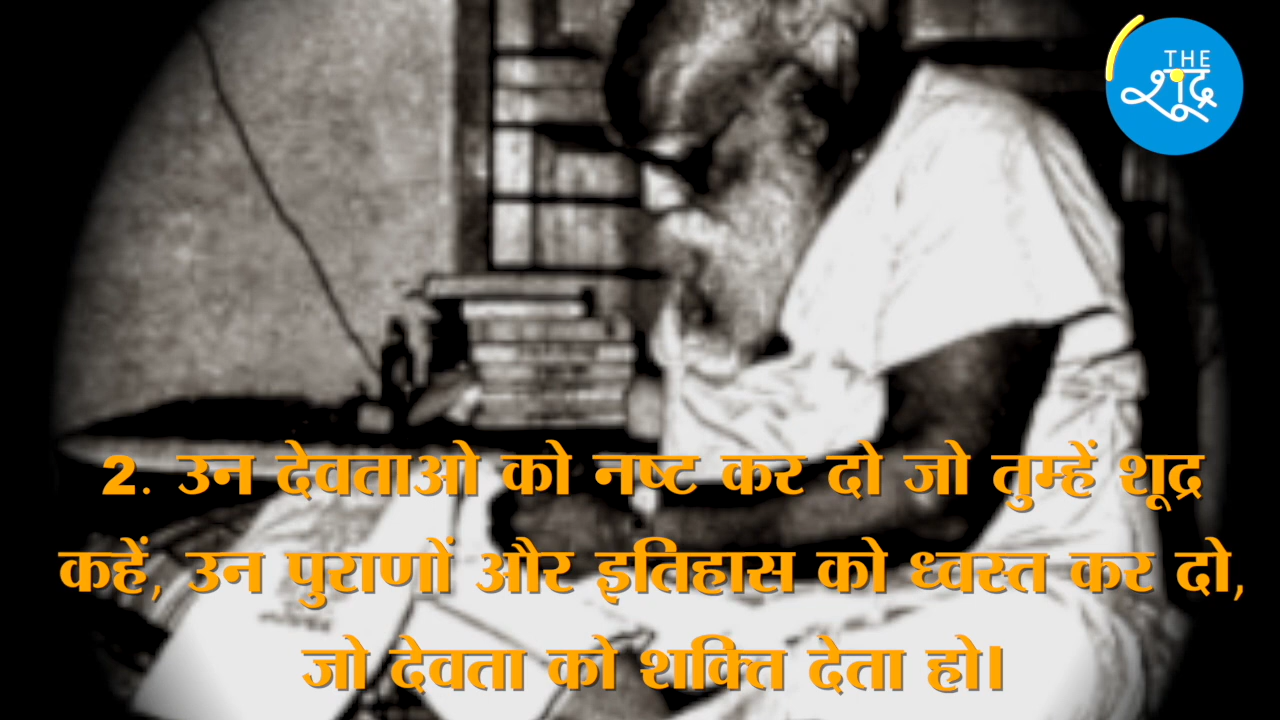 THE
शूद्र
2. उन देवताओ को नष्ट कर दो जो तुम्हें शूद्र
कहें, उन पुराणों और इतिहास को ध्वस्त कर दो,
जो देवता को शक्ति देता हो।